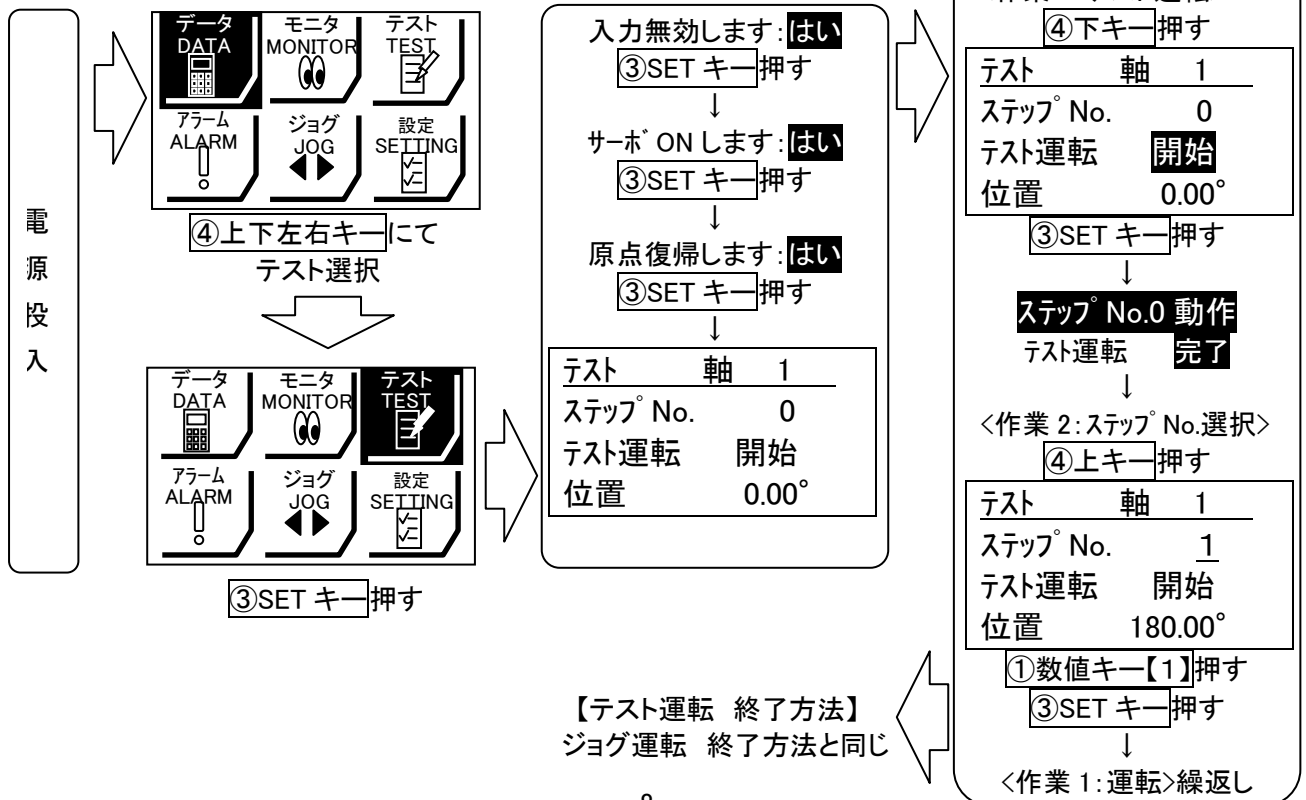 電
源
投
入
データ モニタ テスト
DATA MONITOR TEST
アラーム ジョグ 設定
ALARM JOG SETTING
④上下左右キーにて
テスト選択
データ モニタ テスト
DATA MONITOR TEST
アラーム ジョグ 設定
ALARM JOG SETTING
③SET キー押す
入力無効します:はい
③SET キー押す
↓
サーボ ON します:はい
③SET キー押す
↓
原点復帰します:はい
③SET キー押す
↓
テスト 軸 1
ステップ No. 0
テスト運転 開始
位置 0.00°
④下キー押す
テスト 軸 1
ステップ No. 0
テスト運転 開始
位置 0.00°
③SET キー押す
↓
ステップ No.0 動作
テスト運転 完了
↓
<作業 2:ステップ No.選択>
④上キー押す
テスト 軸 1
ステップ No. 1
テスト運転 開始
位置 180.00°
①数値キー【1】押す
③SET キー押す
↓
<作業 1:運転>繰返し
【テスト運転 終了方法】
ジョグ運転 終了方法と同じ